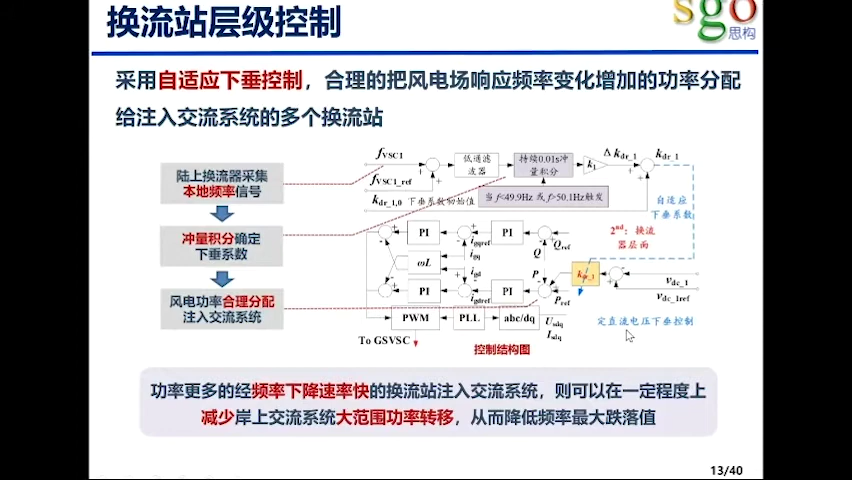 换流站层级控制
sgo
思构
采用自适应下垂控制，合理的把风电场响应频率变化增加的功率分配
给注入交流系统的多个换流站
陆上换流器采集
本地频率信号
冲量积分确定
下垂系数
风电功率合理分配
注入交流系统
fVSC1
fVSC1_ref
kdr_1,0 下垂系数初始值
低通滤
波器
持续0.01s冲
量积分
当 f<49.9Hz 或 f>50.1Hz触发
k1
Δkdr_1
kdr_1
自适应
下垂系数
2nd: 换流
器层面
PI
igqref
PI
Qref
igq
Q
ωL
igd
P
PI
igdref
PI
Pref
vdc_1
vdc_1ref
PWM
PLL
abc/dq
Usdq
Isdq
定直流电压下垂控制
To GSVSC
控制结构图
功率更多的经频率下降速率快的换流站注入交流系统，则可以在一定程度上
减少岸上交流系统大范围功率转移，从而降低频率最大跌落值
13/40